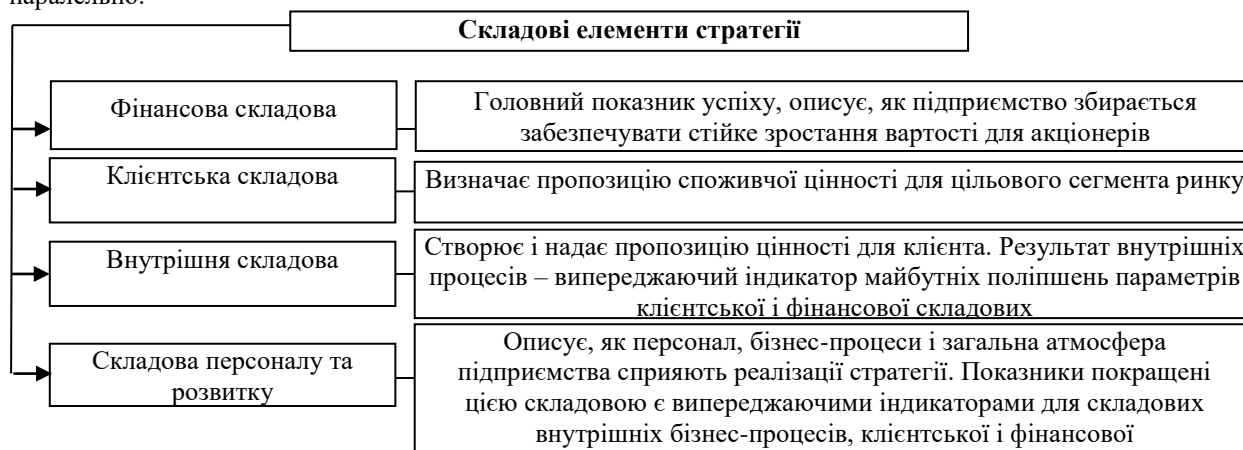 паралельно.
Складові елементи стратегії
Фінансова складова
Головний показник успіху, описує, як підприємство збирається
забезпечувати стійке зростання вартості для акціонерів
Клієнтська складова
Визначає пропозицію споживчої цінності для цільового сегмента ринку
Внутрішня складова
Створює і надає пропозицію цінності для клієнта. Результат внутрішніх
процесів – випереджаючий індикатор майбутніх поліпшень параметрів
клієнтської і фінансової складових
Складова персоналу та
розвитку
Описує, як персонал, бізнес-процеси і загальна атмосфера
підприємства сприяють реалізації стратегії. Показники покращені
цією складовою є випереджаючими індикаторами для складових
внутрішніх бізнес-процесів, клієнтської і фінансової